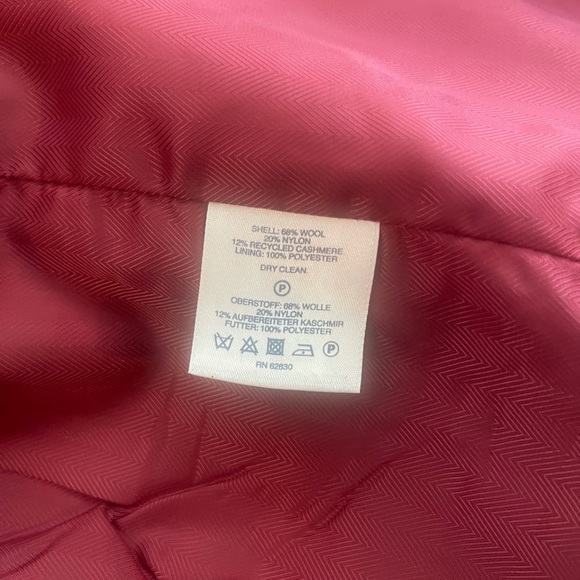 SHELL: 68% WOOL
20% NYLON
12% RECYCLED CASHMERE
LINING: 100% POLYESTER
DRY CLEAN.
P
OBERSTOFF: 68% WOLLE
20% NYLON
12% AUFBEREITETER KASCHMIR
FUTTER: 100% POLYESTER
P
RN 62830